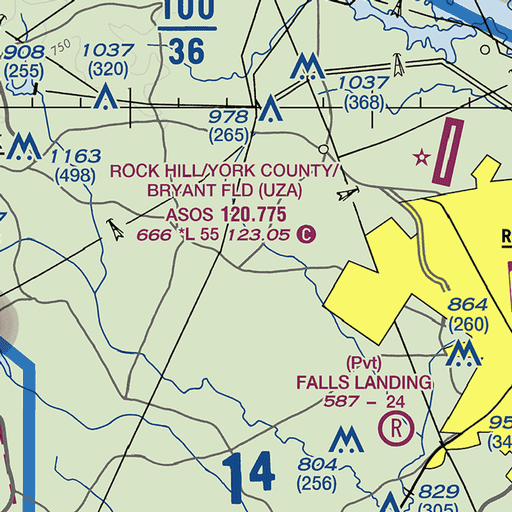 100
36
908
(255)
750
1037
(320)
1037
(368)
978
(265)
1163
(498)
ROCK HILL/YORK COUNTY/
BRYANT FLD (UZA)
ASOS 120.775
666 *L 55 123.05 C
R
864
(260)
(Pvt)
FALLS LANDING
587 - 24
R
95
(34
804
(256)
14
829
(305)